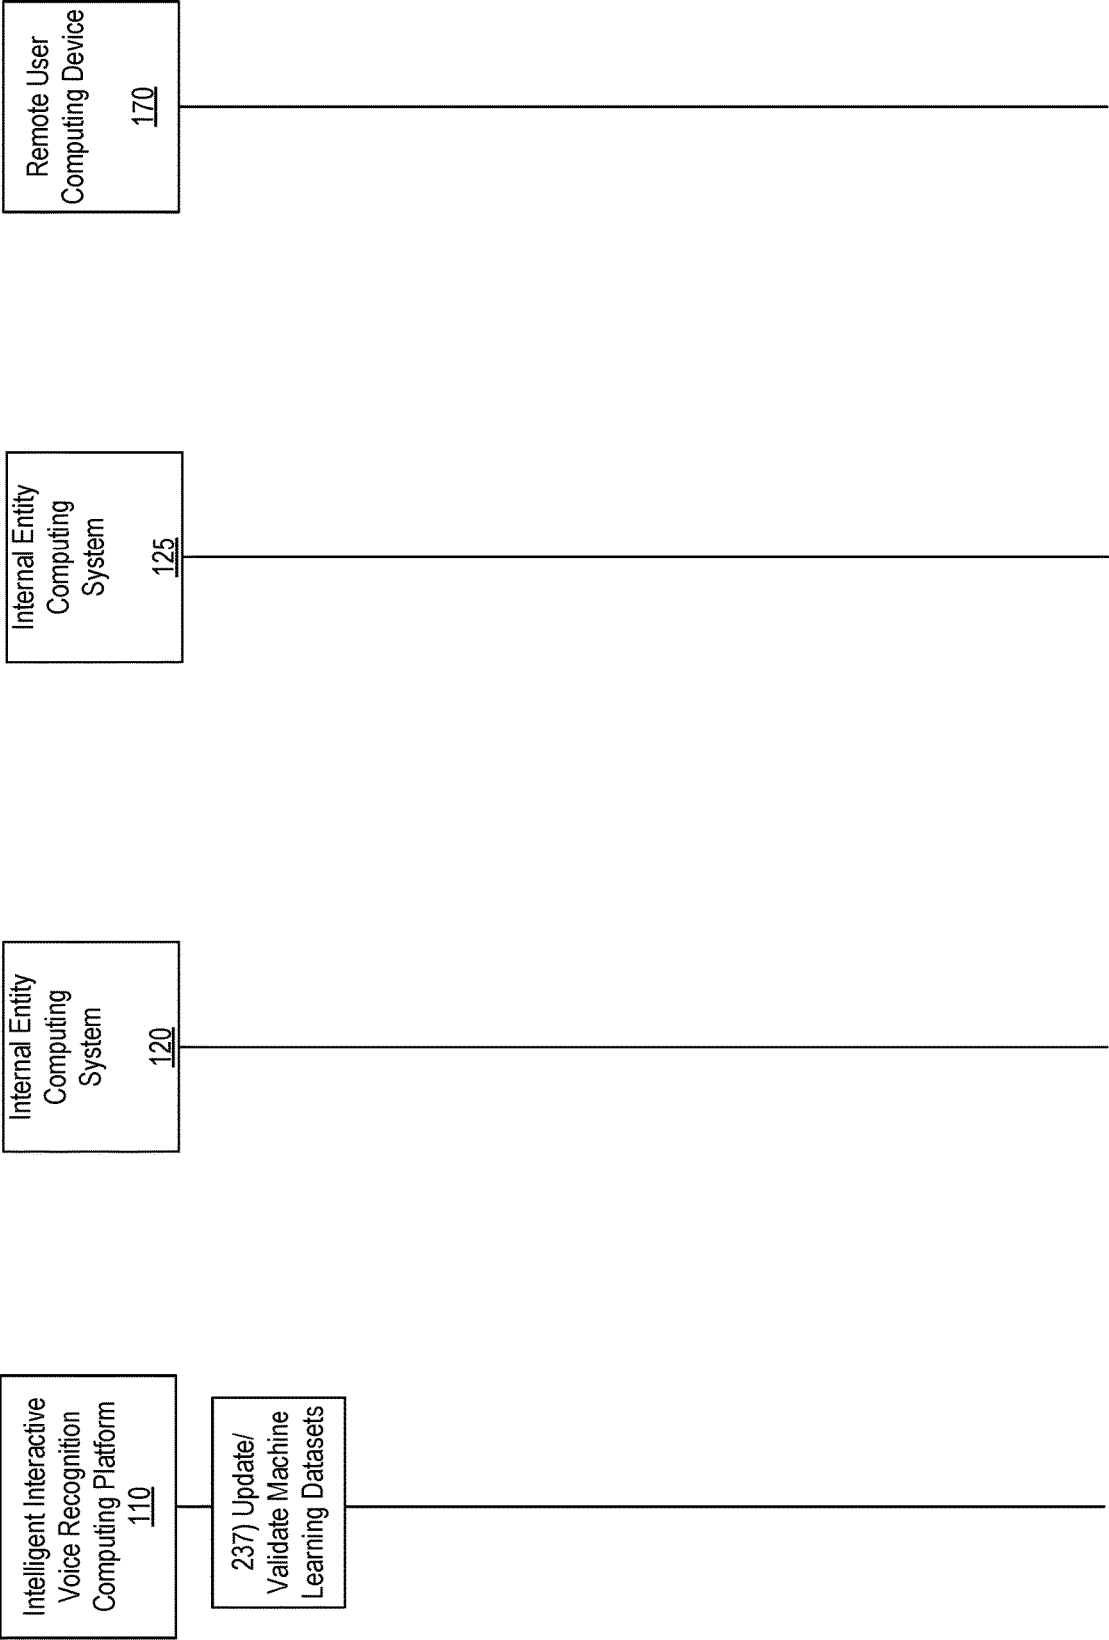 Intelligent Interactive
Voice Recognition
Computing Platform
110
237) Update/
Validate Machine
Learning Datasets
Internal Entity
Computing
System
120
Internal Entity
Computing
System
125
Remote User
Computing Device
170